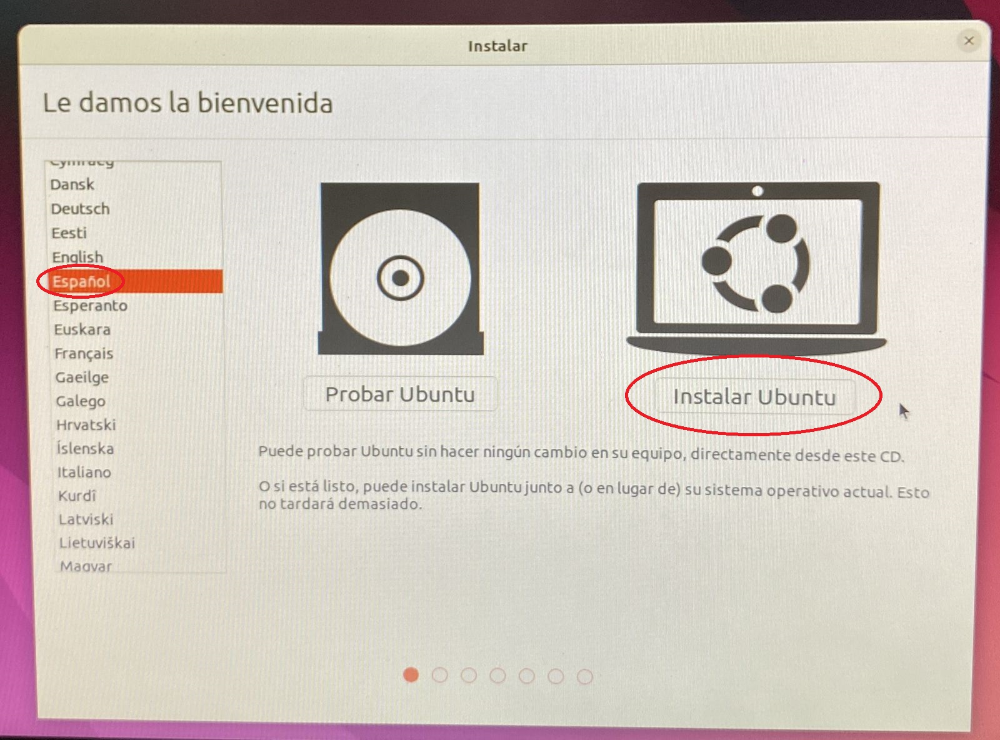 Instalar
Le damos la bienvenida
Cymraeg
Dansk
Deutsch
Eesti
English
Español
Esperanto
Euskara
Français
Gaeilge
Galego
Hrvatski
Íslenska
Italiano
Kurdî
Latviski
Lietuviškai
Magyar
Probar Ubuntu
Instalar Ubuntu
Puede probar Ubuntu sin hacer ningún cambio en su equipo, directamente desde este CD.
O si está listo, puede instalar Ubuntu junto a (o en lugar de) su sistema operativo actual. Esto
no tardará demasiado.